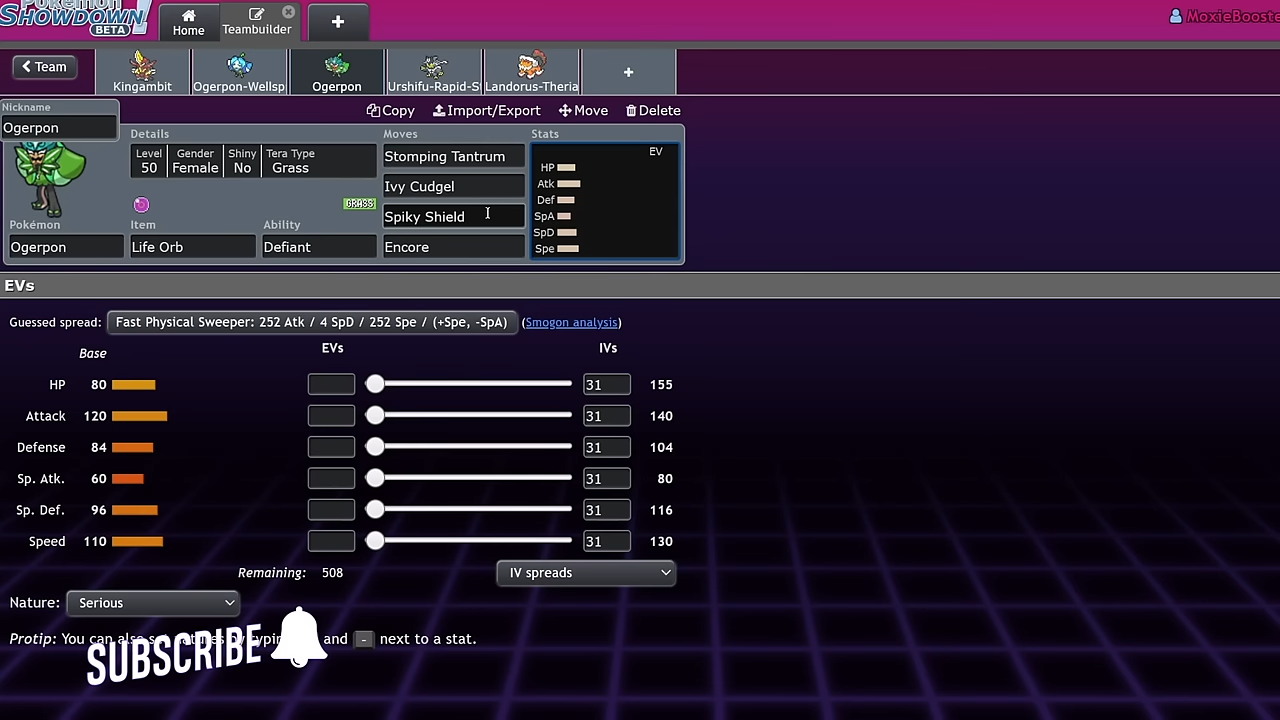 Pokémon
SHOWDOWN!
BETA
Home
Teambuilder
+
MoxieBooste
Team
Kingambit
Ogerpon-Wellsp
Ogerpon
Urshifu-Rapid-S
Landorus-Theria
+
Copy
Import/Export
Move
Delete
Nickname
Ogerpon
Details
Level
50
Gender
Female
Shiny
No
Tera Type
Grass
GRASS
Pokémon
Ogerpon
Item
Life Orb
Ability
Defiant
Moves
Stomping Tantrum
Ivy Cudgel
Spiky Shield
Encore
Stats
EV
HP
Atk
Def
SpA
SpD
Spe
EVs
Guessed spread: Fast Physical Sweeper: 252 Atk / 4 SpD / 252 Spe / (+Spe, -SpA) (Smogon analysis)
Base EVs IVs
HP 80 31 155
Attack 120 31 140
Defense 84 31 104
Sp. Atk. 60 31 80
Sp. Def. 96 31 116
Speed 110 31 130
Remaining: 508
IV spreads
Nature: Serious
Protip: You can also and - next to a stat.
SUBSCRIBE